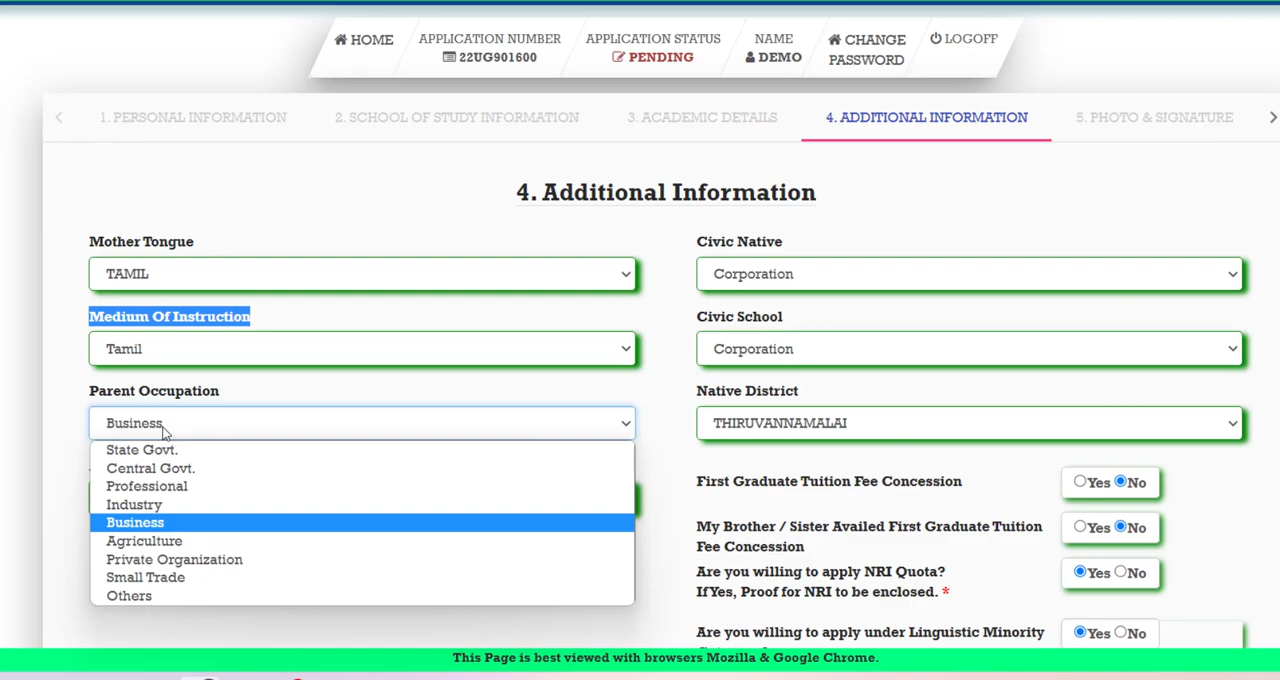 HOME
APPLICATION NUMBER
22UG901600
APPLICATION STATUS
PENDING
NAME
DEMO
CHANGE
PASSWORD
LOGOFF
1. PERSONAL INFORMATION
2. SCHOOL OF STUDY INFORMATION
3. ACADEMIC DETAILS
4. ADDITIONAL INFORMATION
5. PHOTO & SIGNATURE
4. Additional Information
Mother Tongue
TAMIL
Civic Native
Corporation
Medium Of Instruction
Tamil
Civic School
Corporation
Parent Occupation
Business
Native District
THIRUVANNAMALAI
State Govt.
Central Govt.
Professional
Industry
Business
Agriculture
Private Organization
Small Trade
Others
First Graduate Tuition Fee Concession
Yes No
My Brother / Sister Availed First Graduate Tuition
Fee Concession
Yes No
Are you willing to apply NRI Quota?
IfYes, Proof for NRI to be enclosed. *
Yes No
Are you willing to apply under Linguistic Minority
Yes No
This Page is best viewed with browsers Mozilla & Google Chrome.